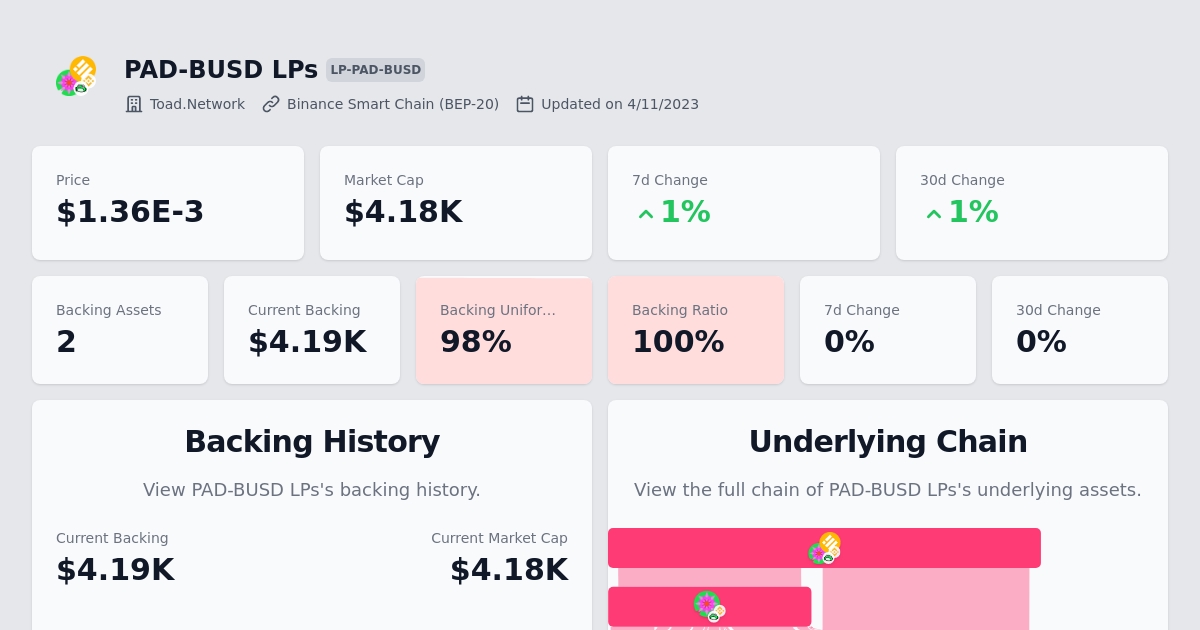 PAD-BUSD LPs LP-PAD-BUSD
Toad.Network Binance Smart Chain (BEP-20) Updated on 4/11/2023
Price
$1.36E-3
Market Cap
$4.18K
7d Change
1%
30d Change
1%
Backing Assets
2
Current Backing
$4.19K
Backing Unifor...
98%
Backing Ratio
100%
7d Change
0%
30d Change
0%
Backing History
View PAD-BUSD LPs's backing history.
Current Backing
$4.19K
Current Market Cap
$4.18K
Underlying Chain
View the full chain of PAD-BUSD LPs's underlying assets.